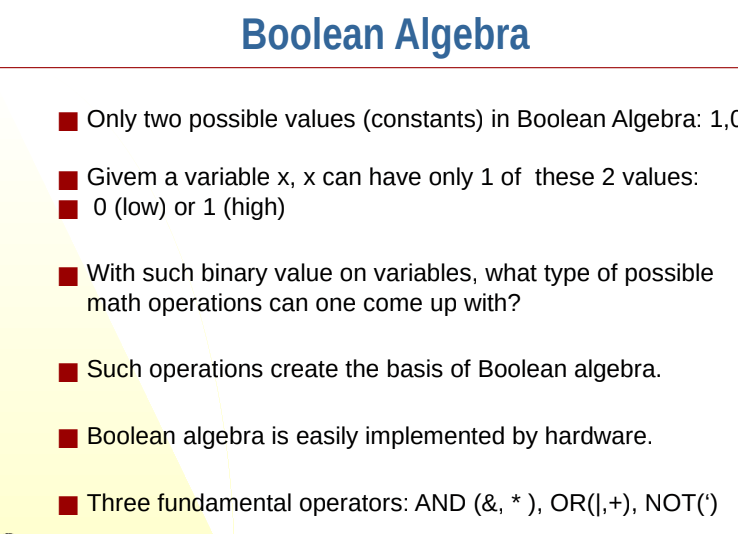 Boolean Algebra
Only two possible values (constants) in Boolean Algebra: 1,0
Givem a variable x, x can have only 1 of  these 2 values:
0 (low) or 1 (high)
With such binary value on variables, what type of possible
math operations can one come up with?
Such operations create the basis of Boolean algebra.
Boolean algebra is easily implemented by hardware.
Three fundamental operators: AND (&, * ), OR(|,+), NOT(‘)